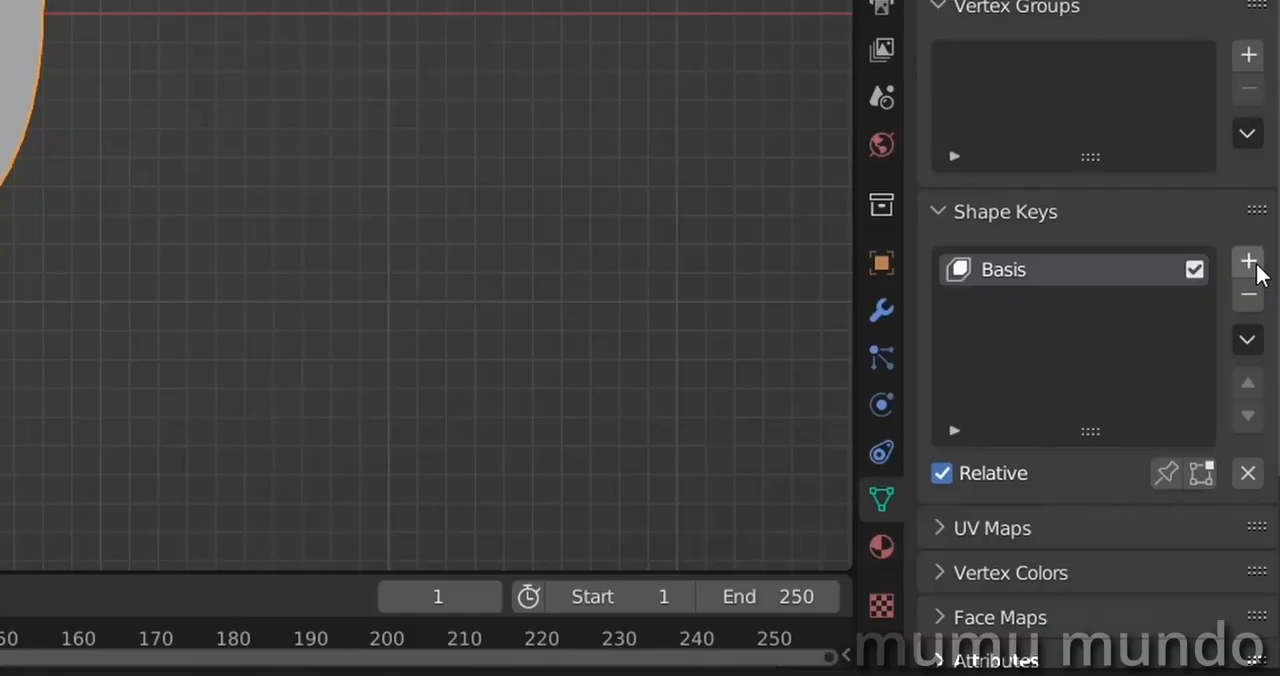 Vertex Groups
Shape Keys
Basis
Relative
UV Maps
Vertex Colors
Face Maps
Attributes
1
Start 1
End 250
160 170 180 190 200 210 220 230 240 250
mumu mundo